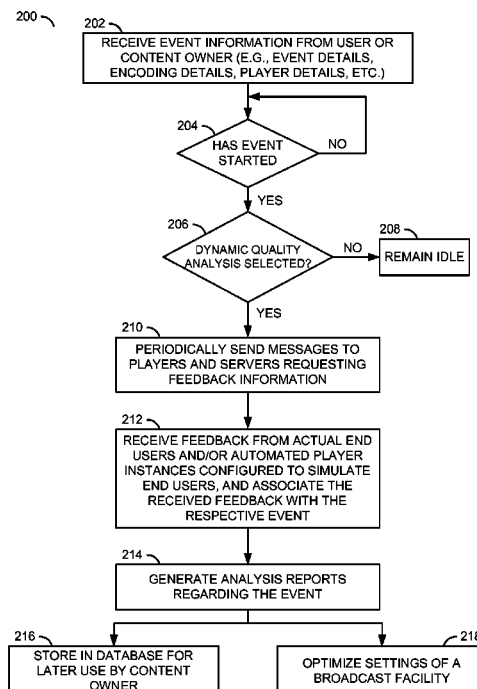 200
202
RECEIVE EVENT INFORMATION FROM USER OR
CONTENT OWNER (E.G., EVENT DETAILS,
ENCODING DETAILS, PLAYER DETAILS, ETC.)
204
HAS EVENT
STARTED
NO
YES
206
DYNAMIC QUALITY
ANALYSIS SELECTED?
NO
208
REMAIN IDLE
YES
210
PERIODICALLY SEND MESSAGES TO
PLAYERS AND SERVERS REQUESTING
FEEDBACK INFORMATION
212
RECEIVE FEEDBACK FROM ACTUAL END
USERS AND/OR AUTOMATED PLAYER
INSTANCES CONFIGURED TO SIMULATE
END USERS, AND ASSOCIATE THE
RECEIVED FEEDBACK WITH THE
RESPECTIVE EVENT
214
GENERATE ANALYSIS REPORTS
REGARDING THE EVENT
216
STORE IN DATABASE FOR
LATER USE BY CONTENT
OWNER
218
OPTIMIZE SETTINGS OF A
BROADCAST FACILITY